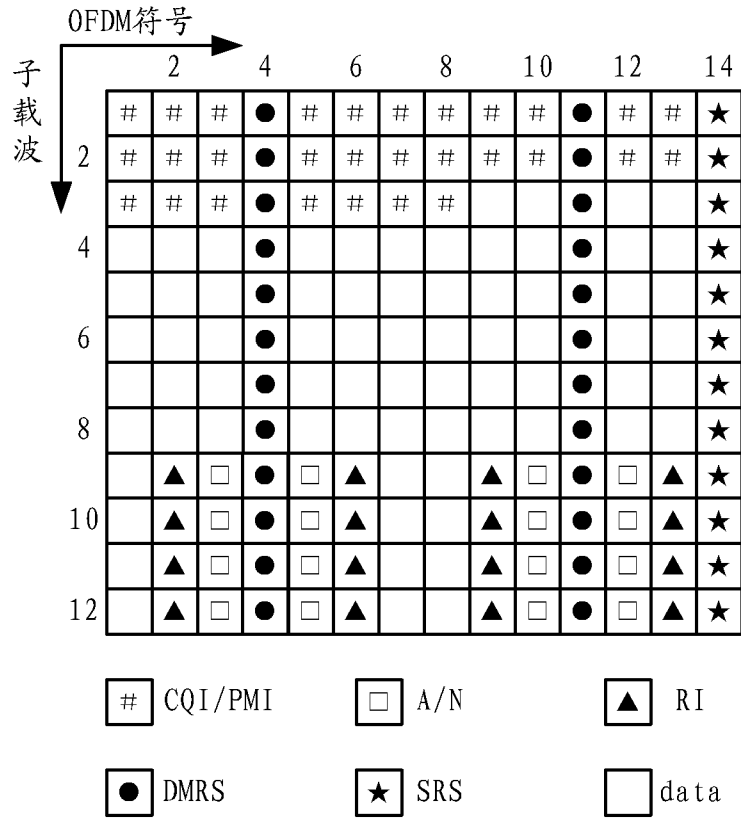 OFDM符号
子载波
2 4 6 8 10 12 14
# # # ● # # # # # # ● # # ★
2 # # # ● # # # # # # ● # # ★
# # # ● # # # # ● ★
4 ● ● ★
● ● ★
6 ● ● ★
● ● ★
8 ● ● ★
▲ □ ● □ ▲ ▲ □ ● □ ▲ ★
10 ▲ □ ● □ ▲ ▲ □ ● □ ▲ ★
▲ □ ● □ ▲ ▲ □ ● □ ▲ ★
12 ▲ □ ● □ ▲ ▲ □ ● □ ▲ ★
# CQI/PMI □ A/N ▲ RI
● DMRS ★ SRS data